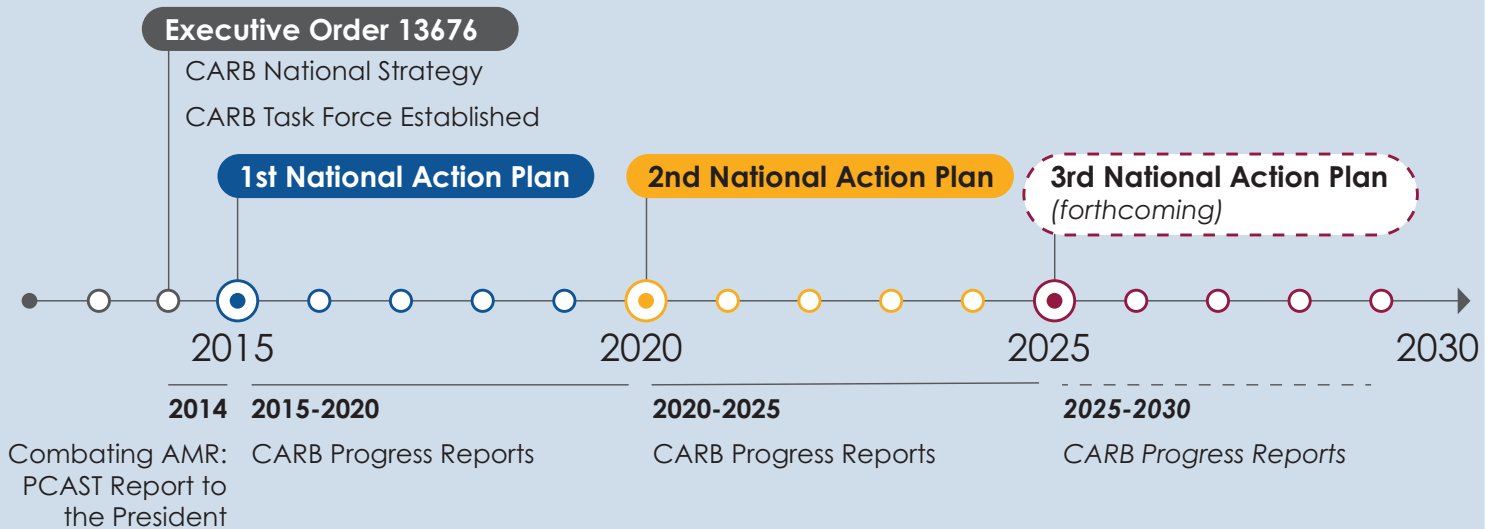 Executive Order 13676
CARB National Strategy
CARB Task Force Established
1st National Action Plan
2nd National Action Plan
3rd National Action Plan
(forthcoming)
2015
2020
2025
2030
2014
Combating AMR:
PCAST Report to
the President
2015-2020
CARB Progress Reports
2020-2025
CARB Progress Reports
2025-2030
CARB Progress Reports